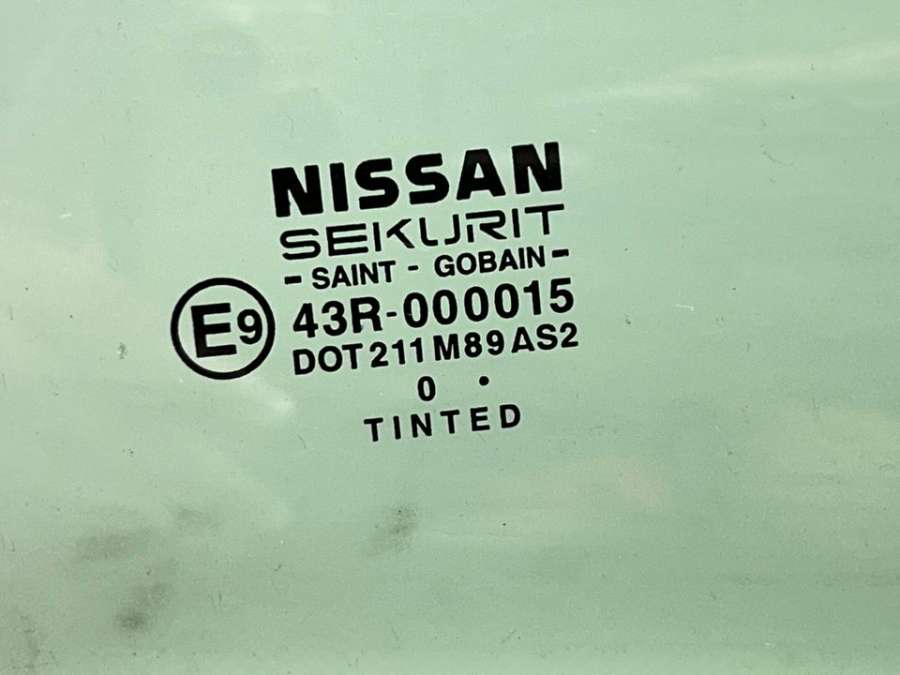 NISSAN
SEKURIT
- SAINT - GOBAIN -
E9 43R-000015
DOT 211 M89 AS2
0 •
TINTED